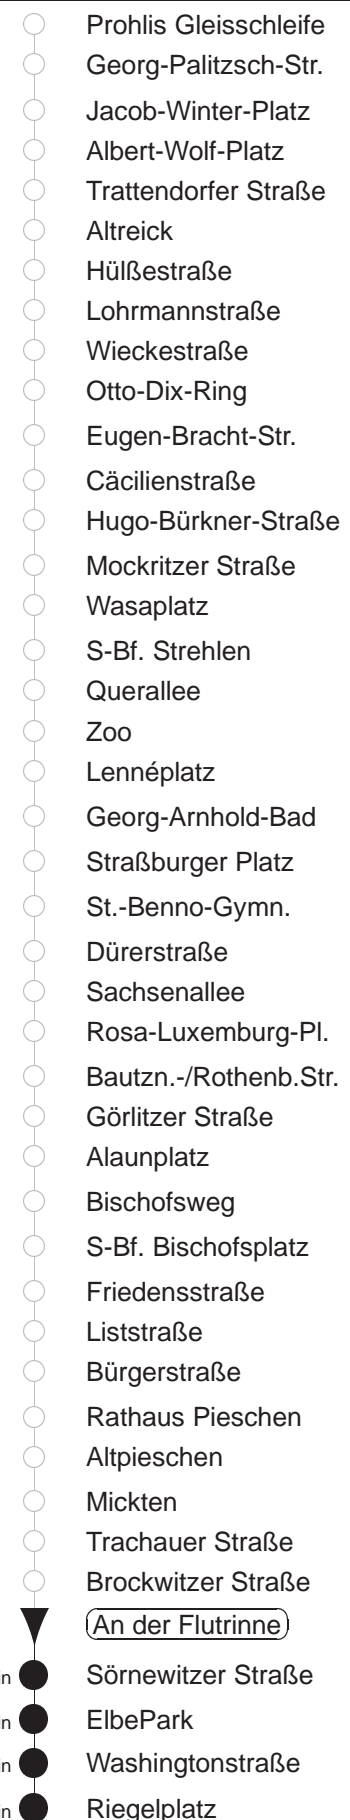 Prohlis Gleisschleife
Georg-Palitzsch-Str.
Jacob-Winter-Platz
Albert-Wolf-Platz
Trattendorfer Straße
Altreick
Hülßestraße
Lohrmannstraße
Wieckestraße
Otto-Dix-Ring
Eugen-Bracht-Str.
Cäcilienstraße
Hugo-Bürkner-Straße
Mockritzer Straße
Wasaplatz
S-Bf. Strehlen
Querallee
Zoo
Lennéplatz
Georg-Arnhold-Bad
Straßburger Platz
St.-Benno-Gymn.
Dürerstraße
Sachsenallee
Rosa-Luxemburg-Pl.
Bautzn.-/Rothenb.Str.
Görlitzer Straße
Alaunplatz
Bischofsweg
S-Bf. Bischofsplatz
Friedensstraße
Liststraße
Bürgerstraße
Rathaus Pieschen
Altpieschen
Mickten
Trachauer Straße
Brockwitzer Straße
An der Flutrinne
Sörnewitzer Straße
ElbePark
Washingtonstraße
Riegelplatz